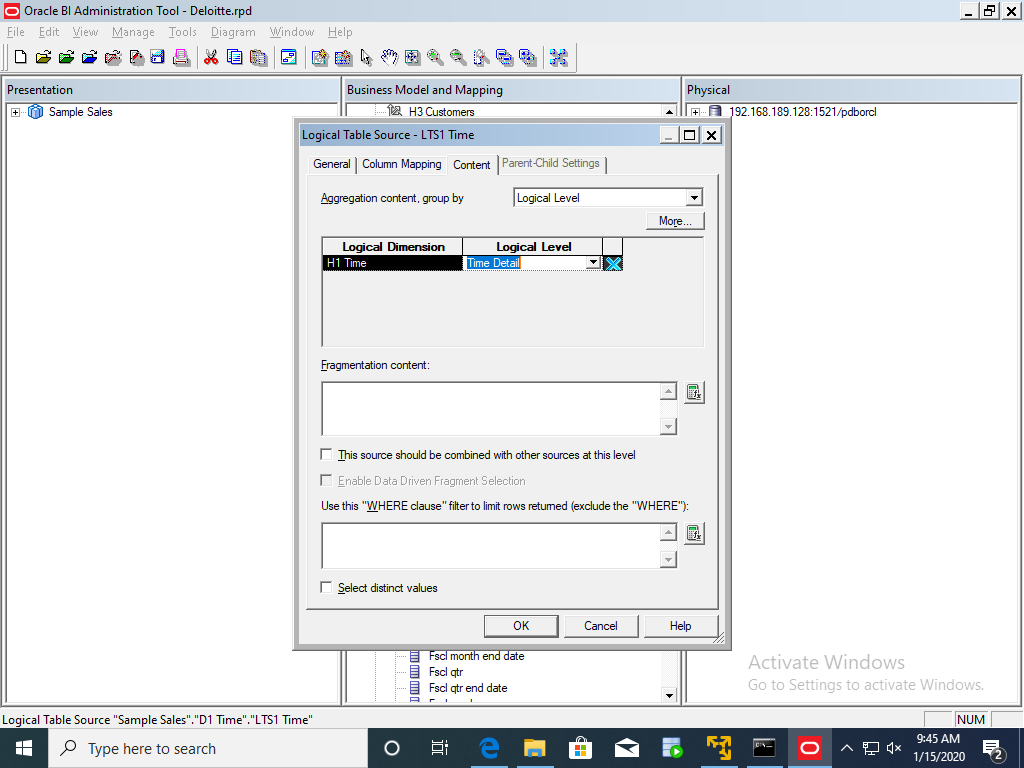 Oracle BI Administration Tool - Deloitte.rpd
File Edit View Manage Tools Diagram Window Help
Presentation
Business Model and Mapping
Physical
Sample Sales
H3 Customers
192.168.189.128:1521/pdborcl
Logical Table Source - LTS1 Time
General
Column Mapping
Content
Parent-Child Settings
Aggregation content, group by
Logical Level
More...
Logical Dimension
Logical Level
H1 Time
Time Detail
Fragmentation content:
This source should be combined with other sources at this level
Enable Data Driven Fragment Selection
Use this "WHERE clause" filter to limit rows returned (exclude the "WHERE"):
Select distinct values
OK
Cancel
Help
Fscl month end date
Fscl qtr
Fscl qtr end date
Activate Windows
Go to Settings to activate Windows.
Logical Table Source "Sample Sales"."D1 Time"."LTS1 Time"
NUM
Type here to search
9:45 AM
1/15/2020
2